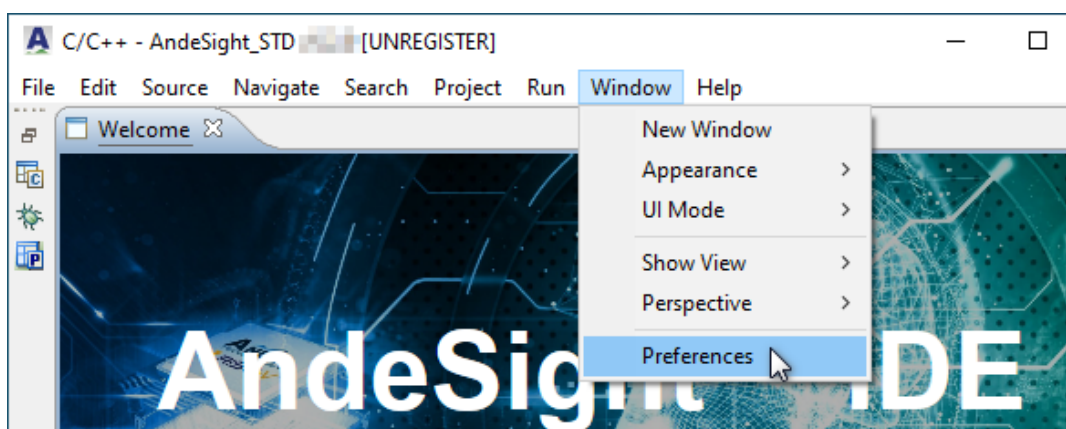 C/C++ - AndeSight_STD [UNREGISTER]
File Edit Source Navigate Search Project Run Window Help
Welcome
New Window
Appearance
UI Mode
Show View
Perspective
Preferences
AndeSight IDE